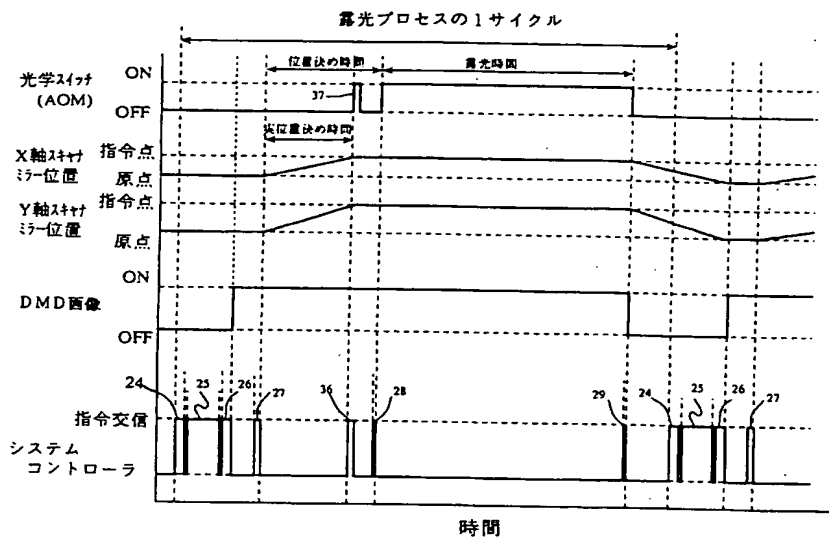 露光プロセスの1サイクル
位置決め時間
露光時間
光学スイッチ
(AOM)
ON
OFF
37
実位置決め時間
X軸スキャナ
ミラー位置
指令点
原点
Y軸スキャナ
ミラー位置
指令点
原点
DMD画像
ON
OFF
24
25
26
27
36
28
29
24
25
26
27
指令交信
システム
コントローラ
時間